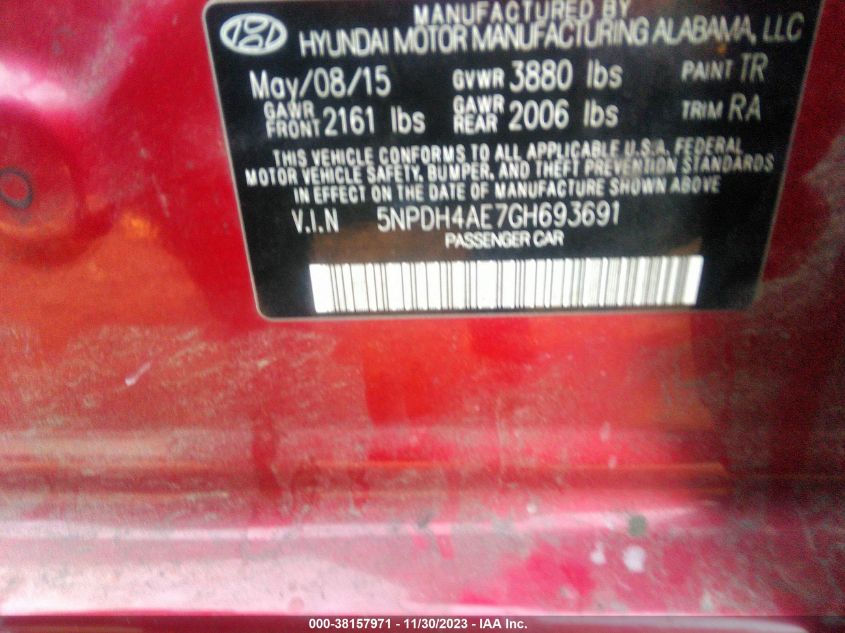 MANUFACTURED BY
HYUNDAI MOTOR MANUFACTURING ALABAMA, LLC
May/08/15 GVWR 3880 lbs PAINT TR
GAWR FRONT 2161 lbs GAWR REAR 2006 lbs TRIM RA
THIS VEHICLE CONFORMS TO ALL APPLICABLE U.S.A. FEDERAL
MOTOR VEHICLE SAFETY, BUMPER, AND THEFT PREVENTION STANDARDS
IN EFFECT ON THE DATE OF MANUFACTURE SHOWN ABOVE
V.I.N 5NPDH4AE7GH693691
PASSENGER CAR
000-38157971 - 11/30/2023 - IAA Inc.